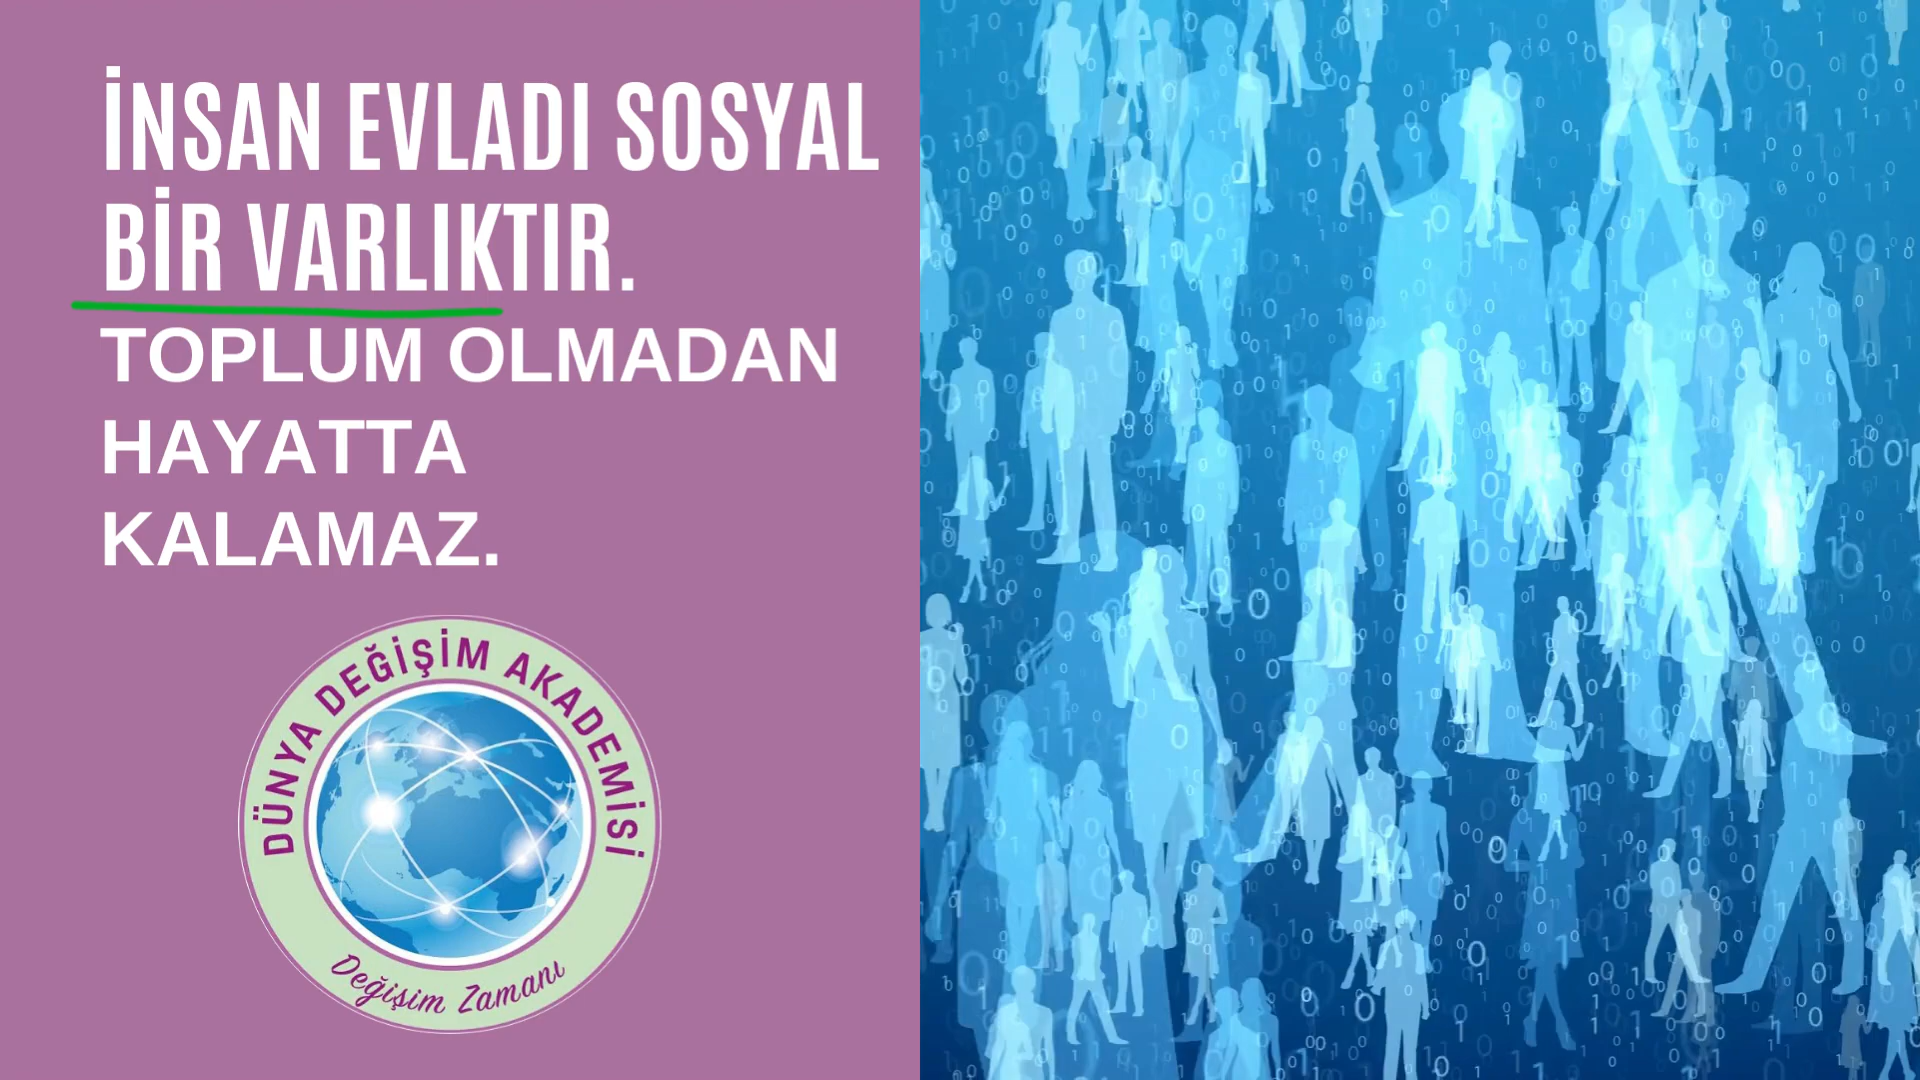 İNSAN EVLADI SOSYAL
BİR VARLIKTIR.
TOPLUM OLMADAN
HAYATTA
KALAMAZ.
DÜNYA DEĞİŞİM AKADEMİSİ
Değişim Zamanı